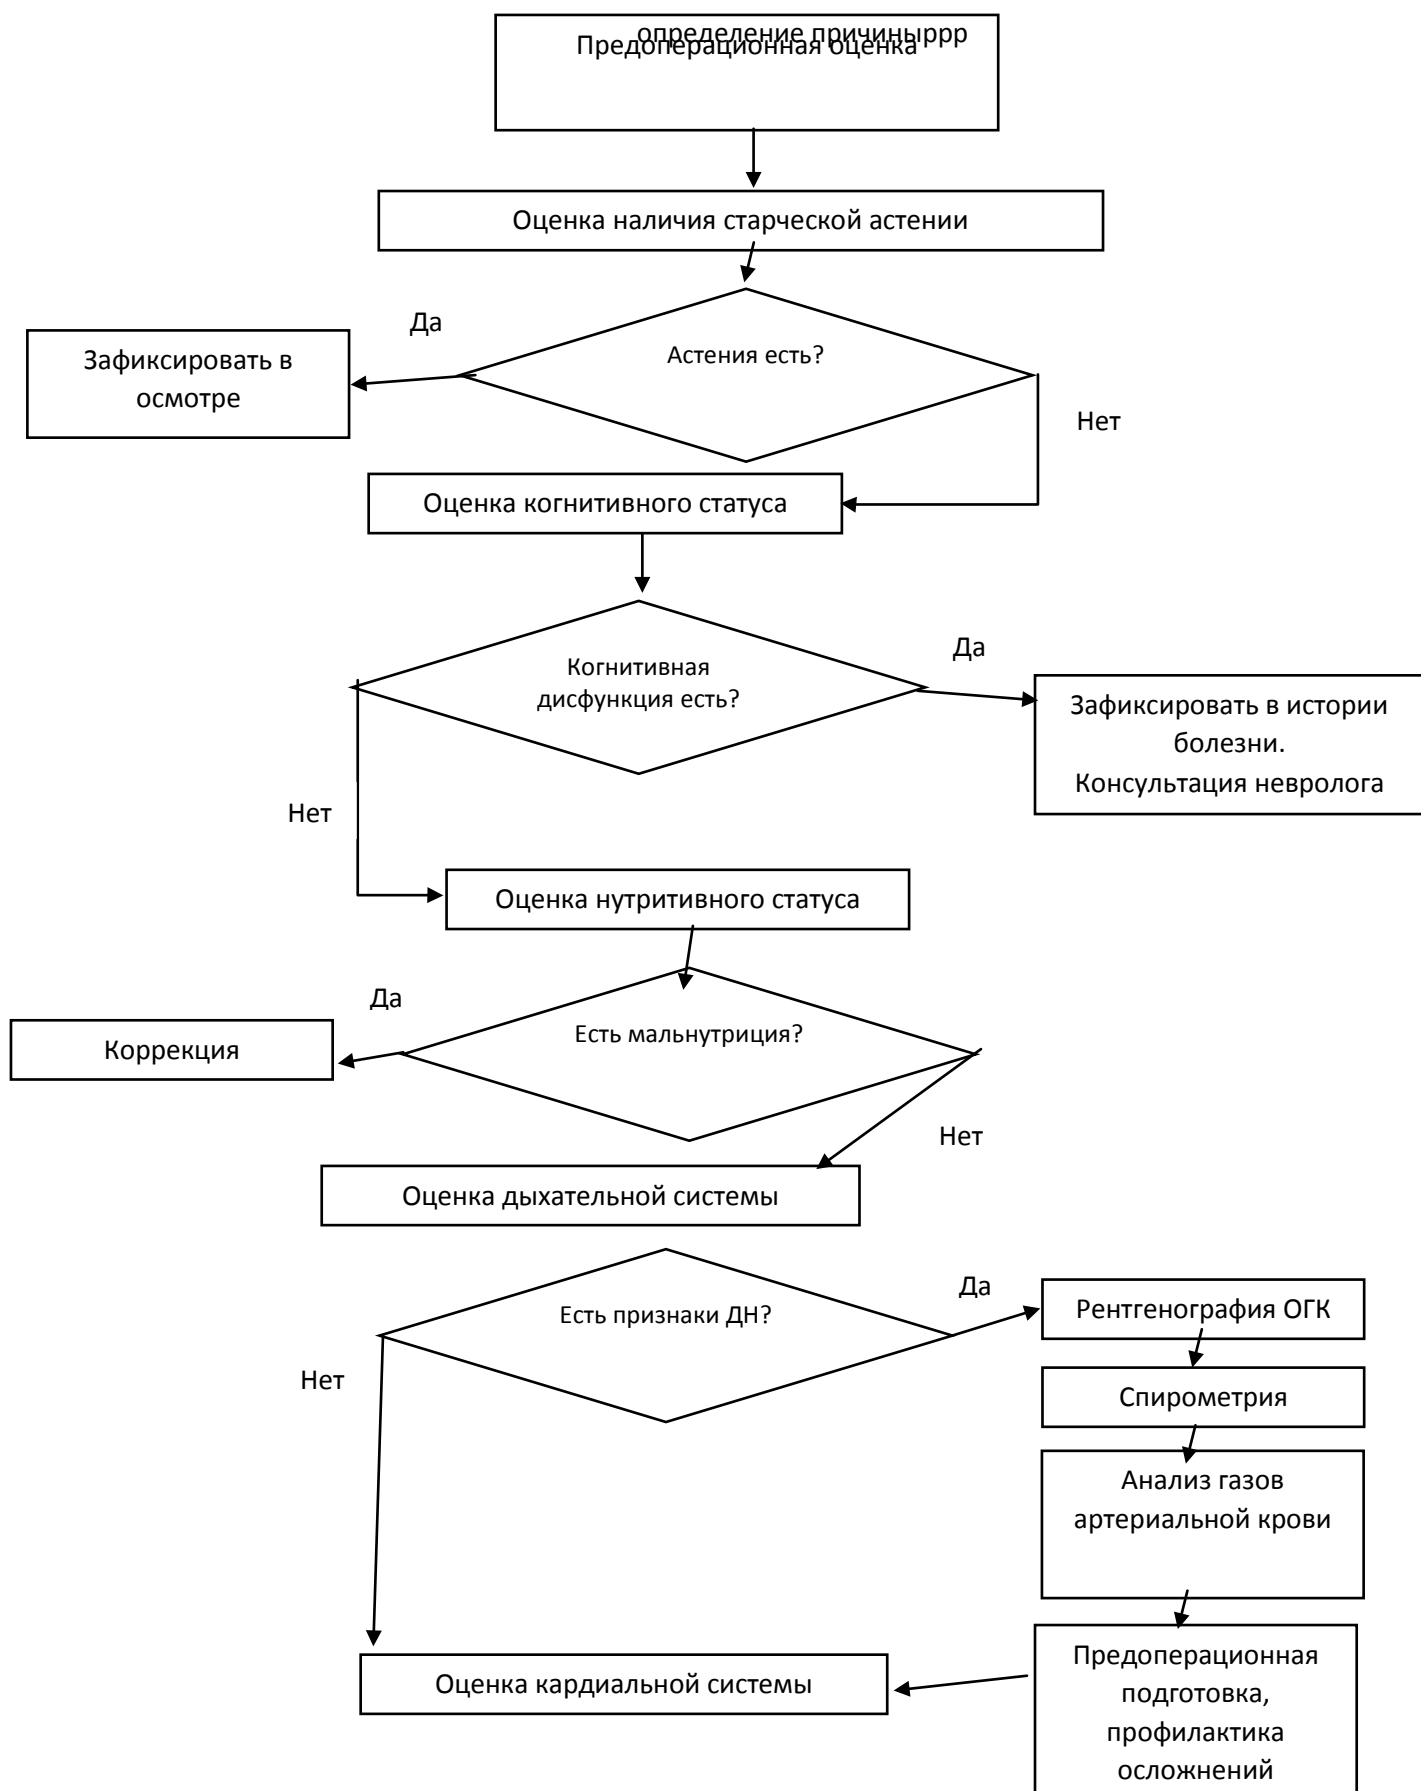 определение причиныррр
Предоперационная оценка
Оценка наличия старческой астении
Да
Астения есть?
Зафиксировать в
осмотре
Нет
Оценка когнитивного статуса
Да
Когнитивная
дисфункция есть?
Зафиксировать в истории
болезни.
Консультация невролога
Нет
Оценка нутритивного статуса
Да
Есть мальнутриция?
Коррекция
Нет
Оценка дыхательной системы
Да
Есть признаки ДН?
Рентгенография ОГК
Нет
Спирометрия
Анализ газов
артериальной крови
Оценка кардиальной системы
Предоперационная
подготовка,
профилактика
осложнений